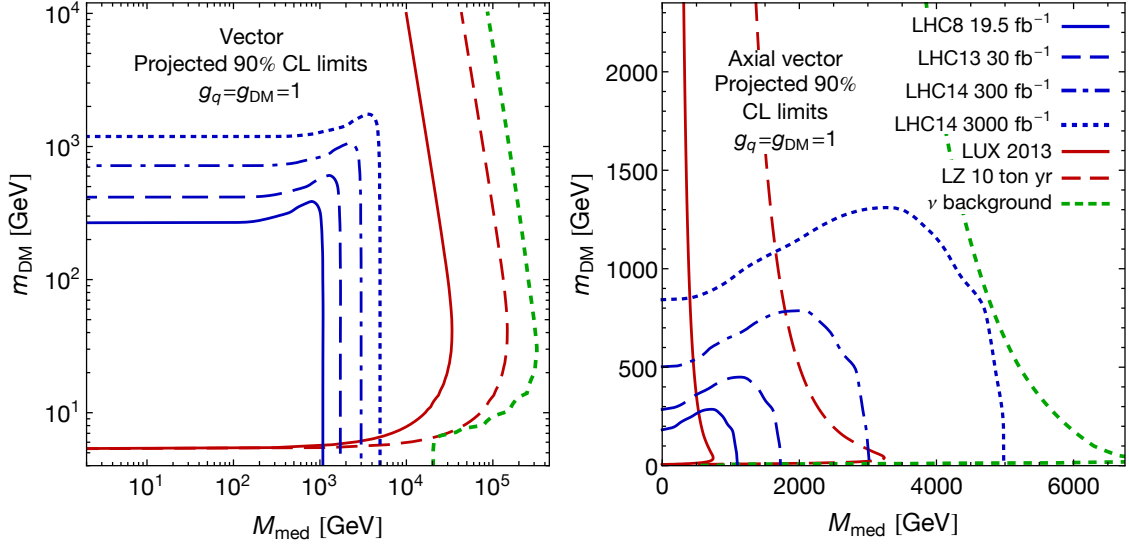 Vector
Projected 90% CL limits
g_q=g_DM=1
10^4
10^3
10^2
10^1
m_DM [GeV]
10^1
10^2
10^3
10^4
10^5
M_med [GeV]
Axial vector
Projected 90%
CL limits
g_q=g_DM=1
LHC8 19.5 fb^−1
LHC13 30 fb^−1
LHC14 300 fb^−1
LHC14 3000 fb^−1
LUX 2013
LZ 10 ton yr
ν background
2000
1500
1000
500
0
m_DM [GeV]
0
2000
4000
6000
M_med [GeV]